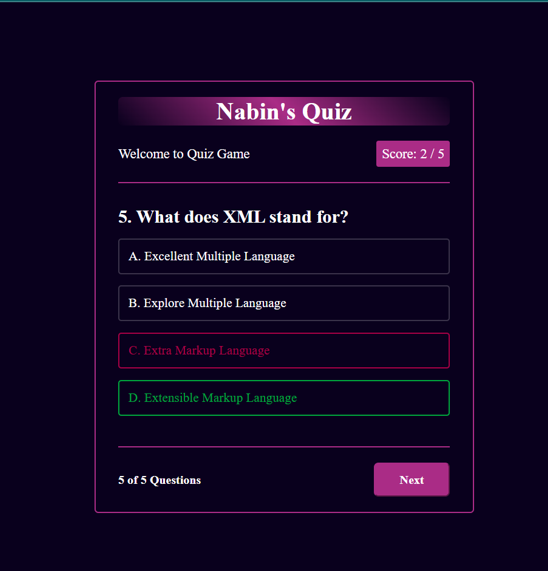 Nabin's Quiz
Welcome to Quiz Game
Score: 2 / 5
5. What does XML stand for?
A. Excellent Multiple Language
B. Explore Multiple Language
C. Extra Markup Language
D. Extensible Markup Language
5 of 5 Questions
Next